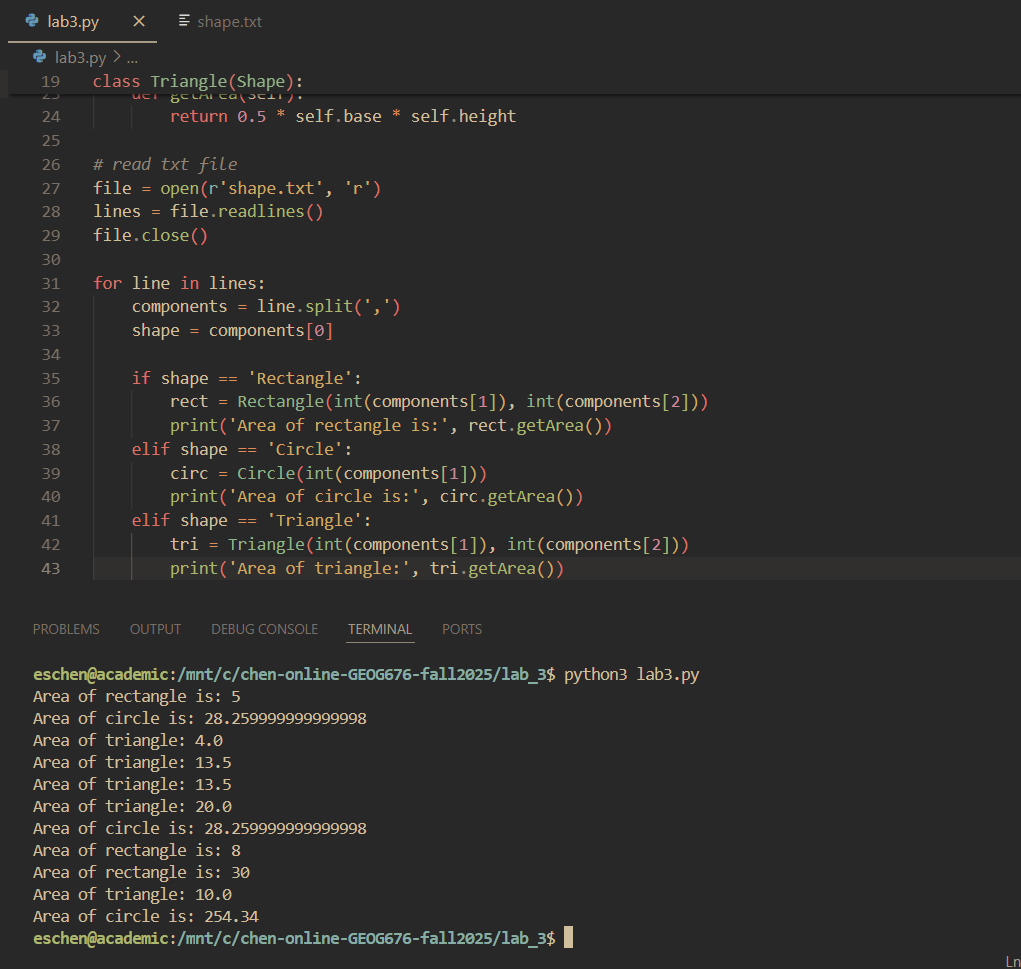 lab3.py × shape.txt
lab3.py > ...
19 class Triangle(Shape):
23 def getArea(self):
24 return 0.5 * self.base * self.height
25
26 # read txt file
27 file = open(r'shape.txt', 'r')
28 lines = file.readlines()
29 file.close()
30
31 for line in lines:
32 components = line.split(',')
33 shape = components[0]
34
35 if shape == 'Rectangle':
36 rect = Rectangle(int(components[1]), int(components[2]))
37 print('Area of rectangle is:', rect.getArea())
38 elif shape == 'Circle':
39 circ = Circle(int(components[1]))
40 print('Area of circle is:', circ.getArea())
41 elif shape == 'Triangle':
42 tri = Triangle(int(components[1]), int(components[2]))
43 print('Area of triangle:', tri.getArea())
PROBLEMS OUTPUT DEBUG CONSOLE TERMINAL PORTS
eschen@academic:/mnt/c/chen-online-GEOG676-fall2025/lab_3$ python3 lab3.py
Area of rectangle is: 5
Area of circle is: 28.259999999999998
Area of triangle: 4.0
Area of triangle: 13.5
Area of triangle: 13.5
Area of triangle: 20.0
Area of circle is: 28.259999999999998
Area of rectangle is: 8
Area of rectangle is: 30
Area of triangle: 10.0
Area of circle is: 254.34
eschen@academic:/mnt/c/chen-online-GEOG676-fall2025/lab_3$
Ln